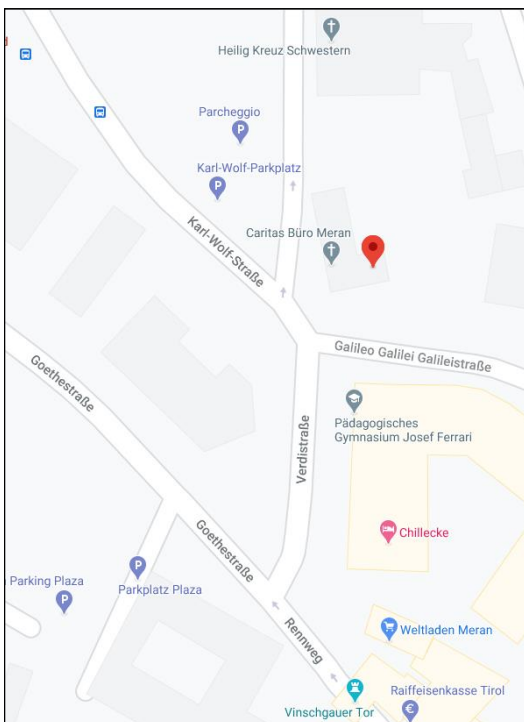 d
Heilig Kreuz Schwestern
Parcheggio
P
Karl-Wolf-Parkplatz
P
Caritas Büro Meran
Karl-Wolf-Straße
Galileo Galilei Galileistraße
Goethestraße
Pädagogisches
Gymnasium Josef Ferrari
Verdistraße
Chillecke
Goethestraße
Parking Plaza
P
P
Parkplatz Plaza
Rennweg
Weltladen Meran
Raiffeisenkasse Tirol
€
Vinschgauer Tor